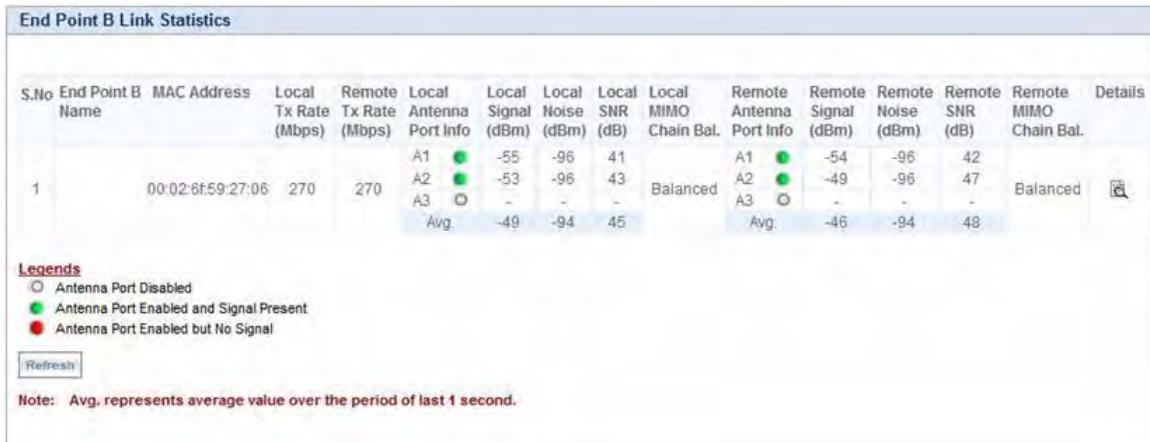 End Point B Link Statistics
S.No End Point B Name MAC Address Local Tx Rate (Mbps) Remote Tx Rate (Mbps) Local Antenna Port Info Local Signal (dBm) Local Noise (dBm) Local SNR (dB) Local MIMO Chain Bal. Remote Antenna Port Info Remote Signal (dBm) Remote Noise (dBm) Remote SNR (dB) Remote MIMO Chain Bal. Details
A1 -55 -96 41 A1 -54 -96 42
1 00:02:6f:59:27:06 270 270 A2 -53 -96 43 Balanced A2 -49 -96 47 Balanced
A3 - - - A3 - - -
Avg. -49 -94 45 Avg. -46 -94 48
Legends
Antenna Port Disabled
Antenna Port Enabled and Signal Present
Antenna Port Enabled but No Signal
Refresh
Note: Avg. represents average value over the period of last 1 second.